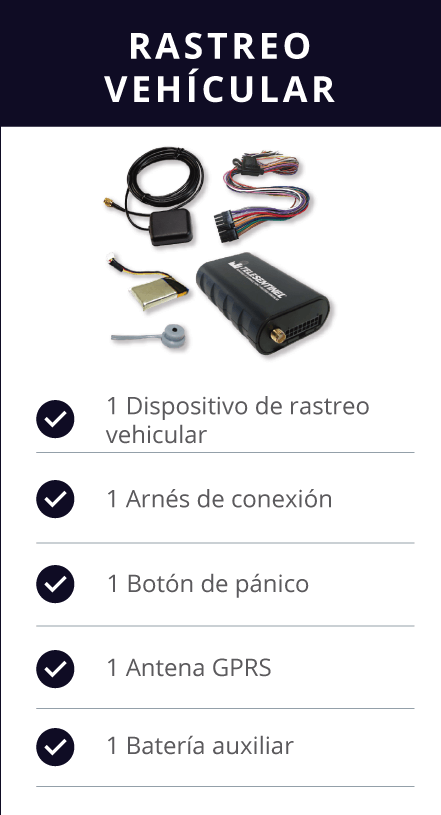 RASTREO
VEHÍCULAR
TELESENTINEL
1 Dispositivo de rastreo
vehicular
1 Arnés de conexión
1 Botón de pánico
1 Antena GPRS
1 Batería auxiliar